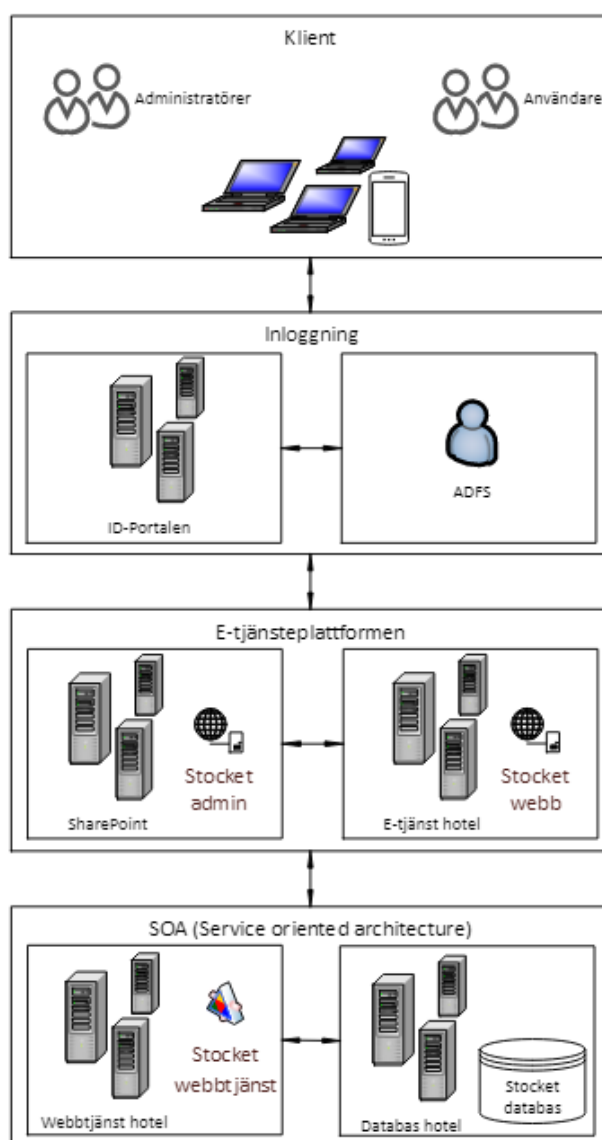 Klient
Administratörer
Användare
Inloggning
ID-Portalen
ADFS
E-tjänsteplattformen
Stocket
admin
SharePoint
Stocket
webb
E-tjänst hotel
SOA (Service oriented architecture)
Stocket
webbtjänst
Webbtjänst hotel
Stocket
databas
Databas hotel